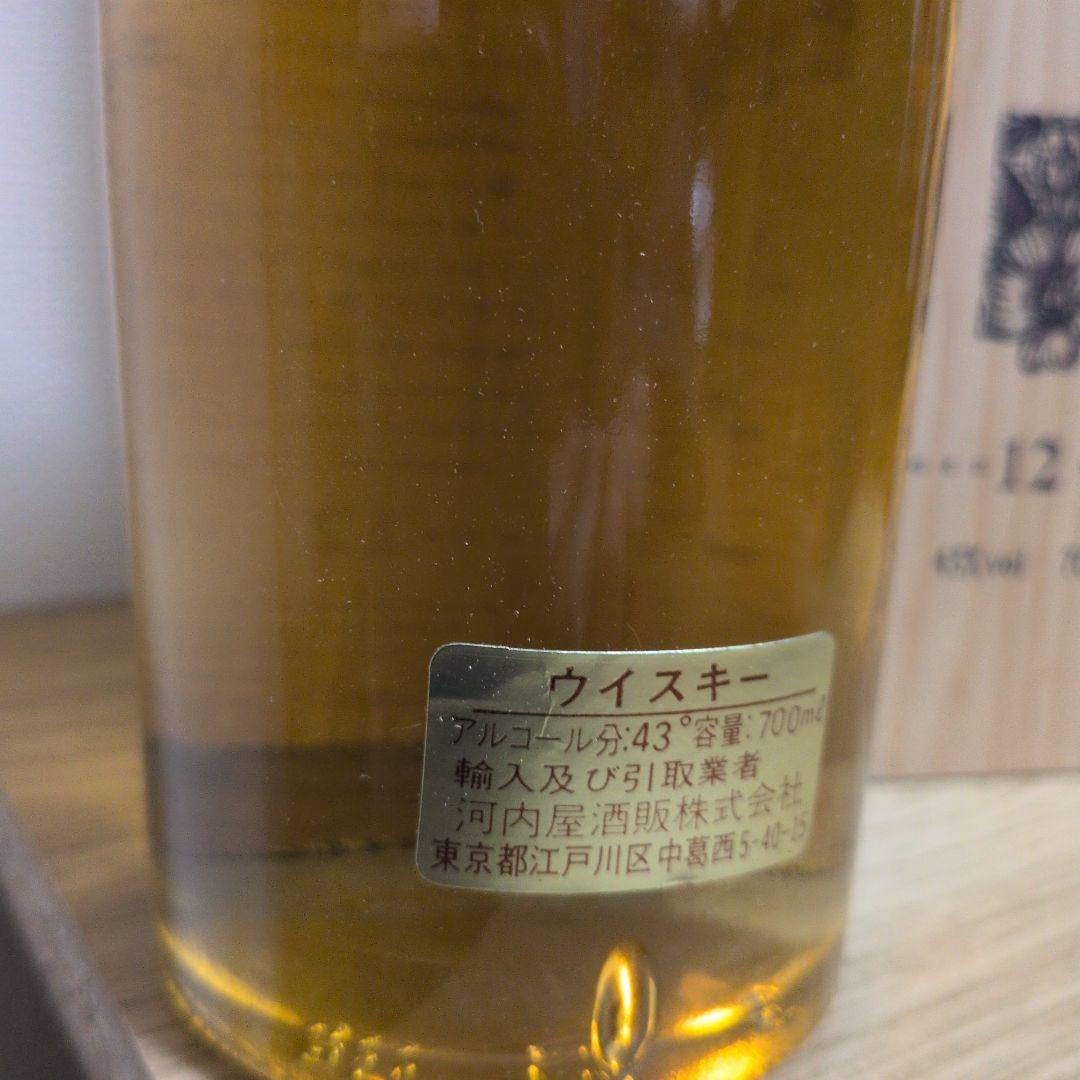 ウイスキー
アルコール分:43°容量:700ml
輸入及び引取業者
河内屋酒販株式会社
東京都江戸川区中葛西5-40-15
12
43%vol